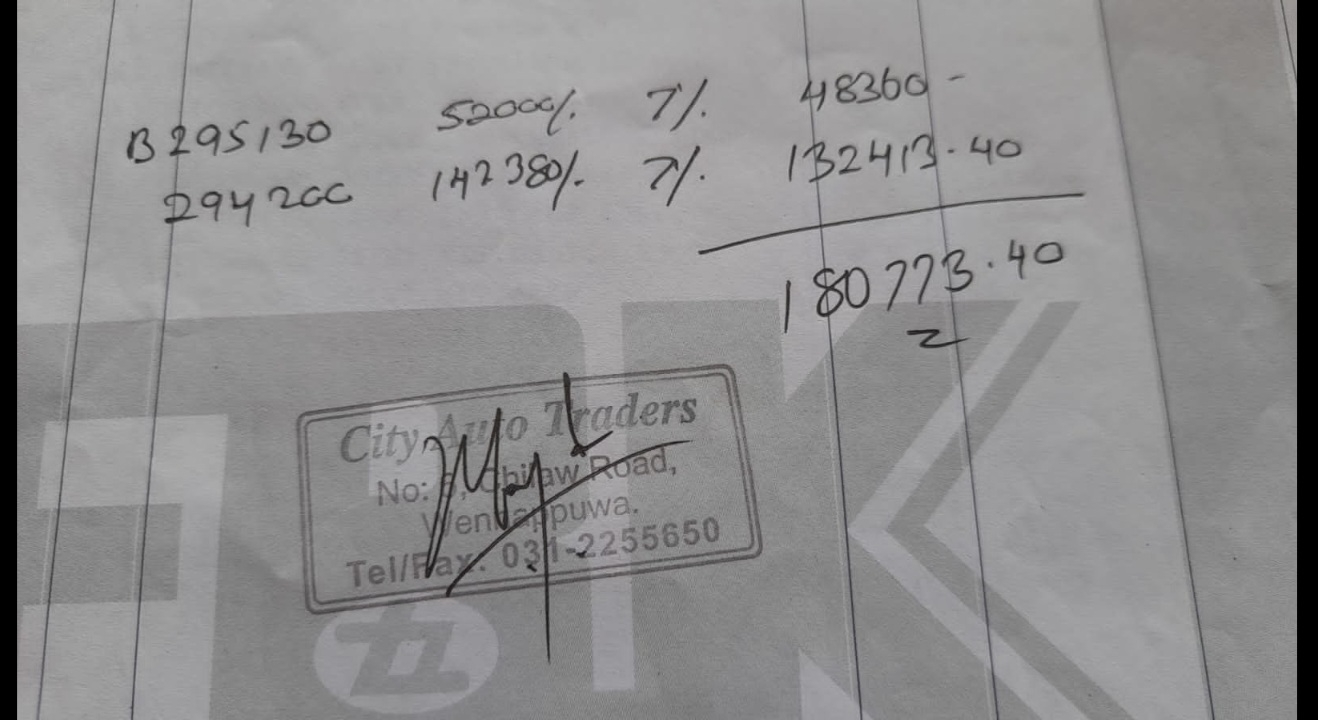 B295130 52000/. 7/. 48360 -
294200 142380/. 7/. 132413.40
180773.40
City Auto Traders
No: Chilaw Road,
Wennappuwa.
Tel/Fax: 031-2255650